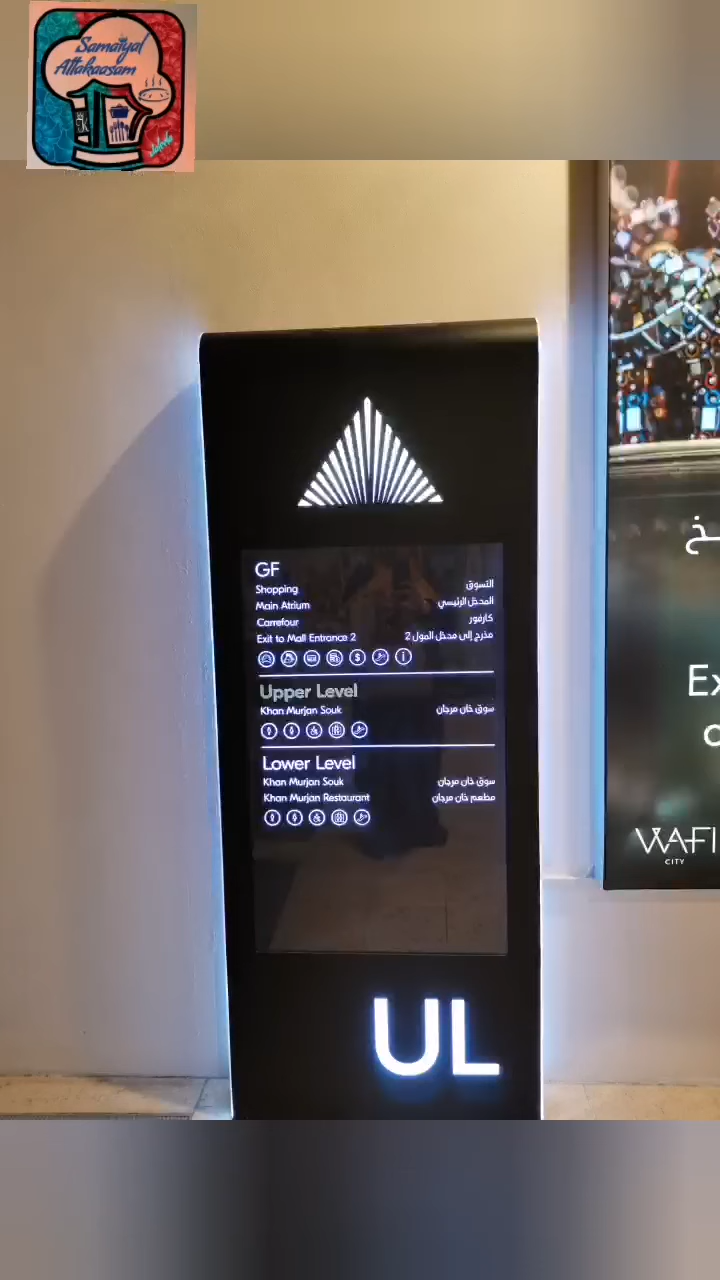 Samaiyal
Attakaasam
GF
Shopping التسوق
Main Atrium المدخل الرئيسي
Carrefour كارفور
Exit to Mall Entrance 2 مخرج إلى مدخل المول 2
Upper Level
Khan Murjan Souk سوق خان مرجان
Lower Level
Khan Murjan Souk سوق خان مرجان
Khan Murjan Restaurant مطعم خان مرجان
UL
Ex
WAFI
CITY